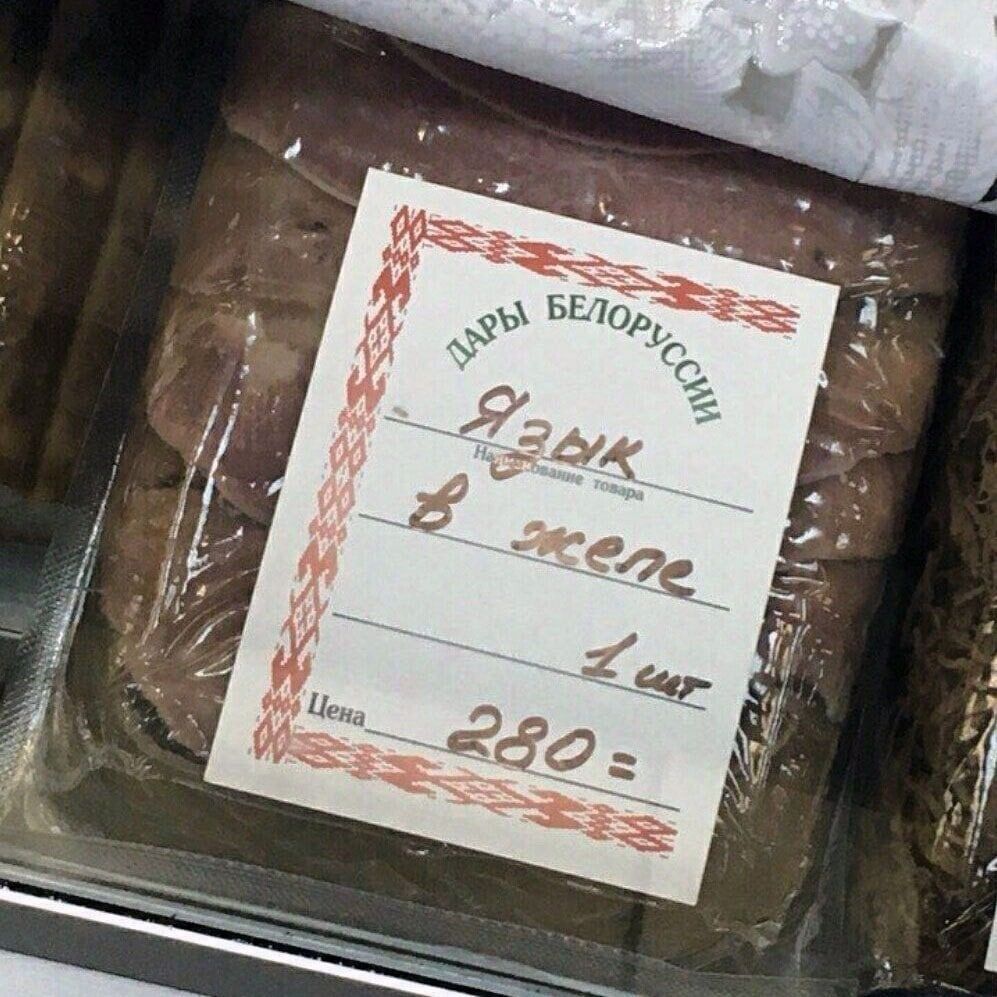 ДАРЫ БЕЛОРУССИИ
Язык
Наименование товара
в желе
1 шт
Цена 280=